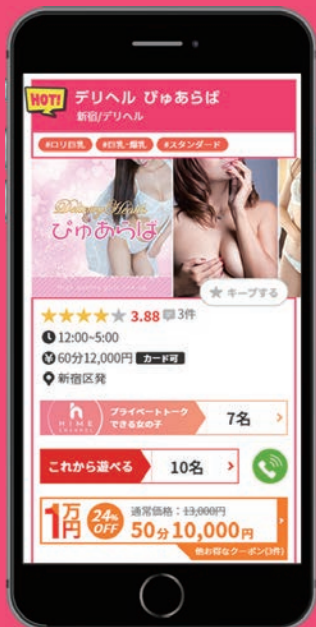 HOT!
デリヘル ぴゅあらば
新宿/デリヘル
#ロリ巨乳 #巨乳・爆乳 #スタンダード
Delivery Health
ぴゅあらば
★ キープする
★★★★★ 3.88 3件
12:00~5:00
60分12,000円 カード可
新宿区発
h
HIME
CHANNEL
プライベートトーク
できる女の子
7名 >
これから遊べる 10名 >
1万円
24%
OFF
通常価格：13,000円
50分10,000円
他お得なクーポン(3件)